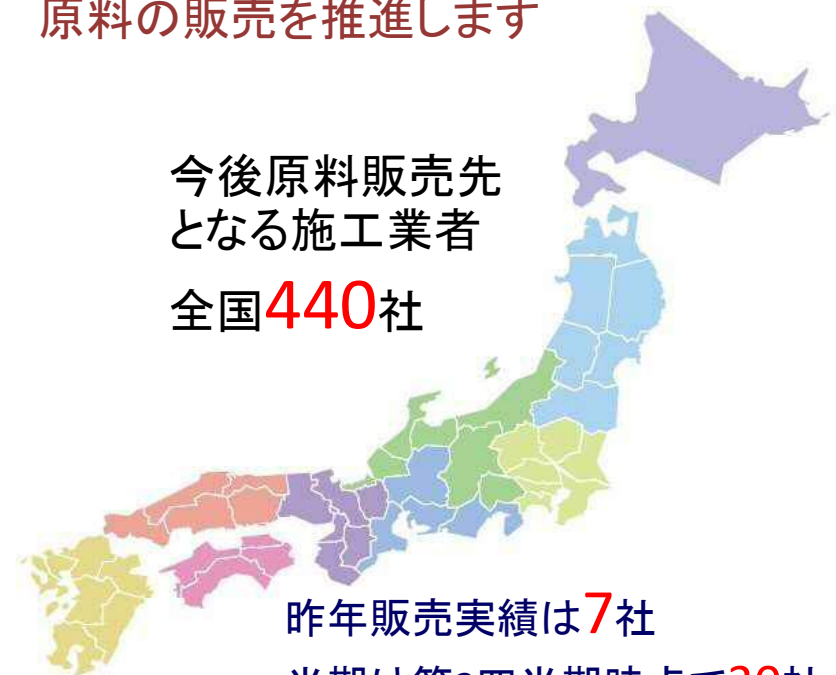 原料の販売を推進します
今後原料販売先
となる施工業者
全国440社
昨年販売実績は7社